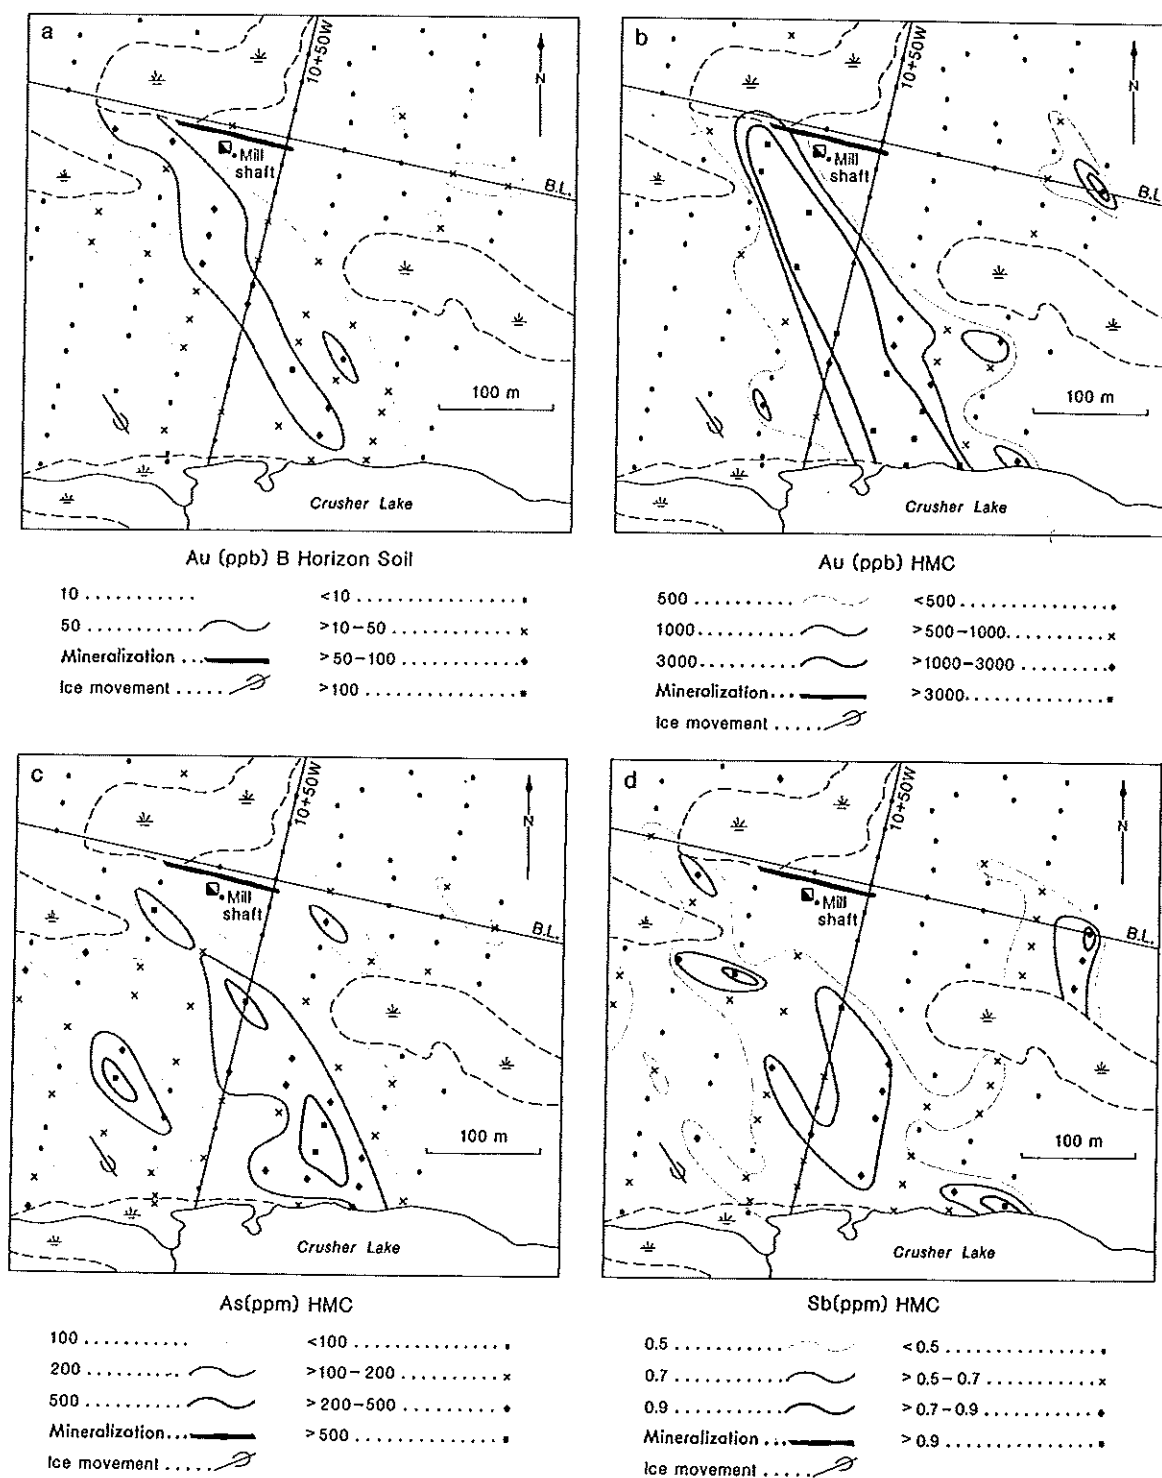 a
10+50W
N
Mill
shaft
B.L.
100 m
Crusher Lake
Au (ppb) B Horizon Soil
10 ........... <10 ................
50 ........... >10-50 ............
Mineralization ... >50-100 ...........
Ice movement ..... >100 ...............
b
10+50W
N
Mill
shaft
B.L.
100 m
Crusher Lake
Au (ppb) HMC
500 .......... <500 ..............
1000 ......... >500-1000 ..........
3000 ......... >1000-3000 .........
Mineralization ... >3000 .............
Ice movement .....
c
10+50W
N
Mill
shaft
B.L.
100 m
Crusher Lake
As(ppm) HMC
100 .......... <100 ...............
200 .......... >100-200 ..........
500 .......... >200-500 ...........
Mineralization ... >500 ..............
Ice movement .....
d
10+50W
N
Mill
shaft
B.L.
100 m
Crusher Lake
Sb(ppm) HMC
0.5 .......... <0.5 ...............
0.7 .......... >0.5-0.7 ...........
0.9 .......... >0.7-0.9 ...........
Mineralization ... >0.9 ..............
Ice movement .....